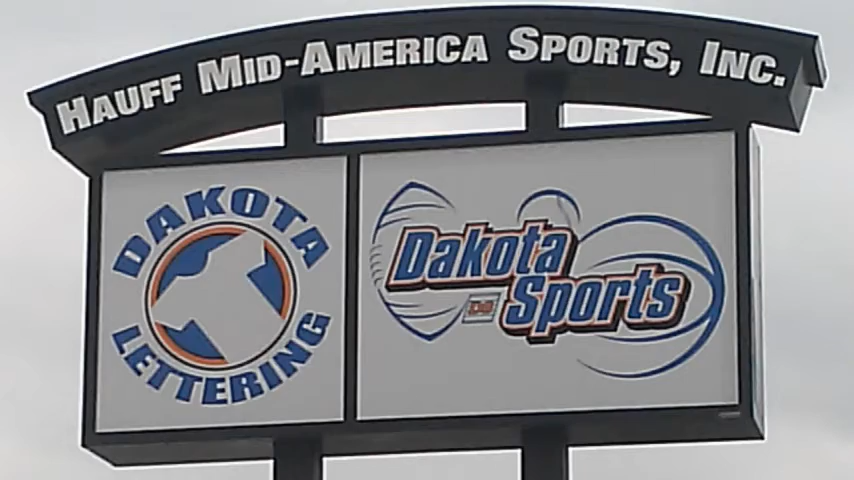 HAUFF MID-AMERICA SPORTS, INC.
DAKOTA
LETTERING
Dakota
Sports